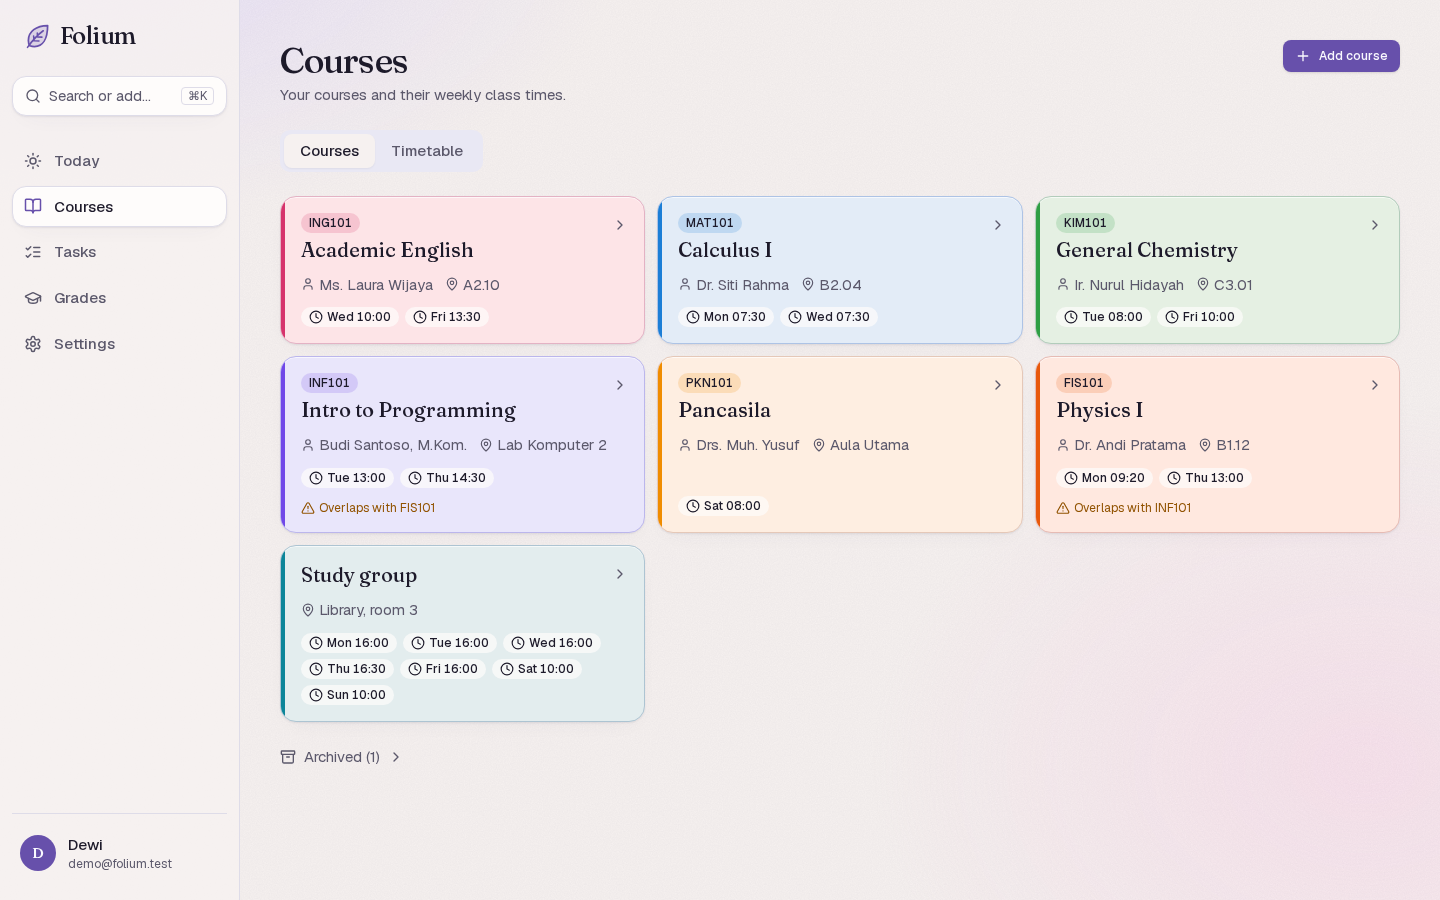 Folium
Search or add... ⌘K
Today
Courses
Tasks
Grades
Settings
D
Dewi
demo@folium.test
Courses
Your courses and their weekly class times.
Add course
Courses Timetable
ING101
Academic English
Ms. Laura Wijaya A2.10
Wed 10:00 Fri 13:30
MAT101
Calculus I
Dr. Siti Rahma B2.04
Mon 07:30 Wed 07:30
KIM101
General Chemistry
Ir. Nurul Hidayah C3.01
Tue 08:00 Fri 10:00
INF101
Intro to Programming
Budi Santoso, M.Kom. Lab Komputer 2
Tue 13:00 Thu 14:30
Overlaps with FIS101
PKN101
Pancasila
Drs. Muh. Yusuf Aula Utama
Sat 08:00
FIS101
Physics I
Dr. Andi Pratama B1.12
Mon 09:20 Thu 13:00
Overlaps with INF101
Study group
Library, room 3
Mon 16:00 Tue 16:00 Wed 16:00
Thu 16:30 Fri 16:00 Sat 10:00
Sun 10:00
Archived (1)